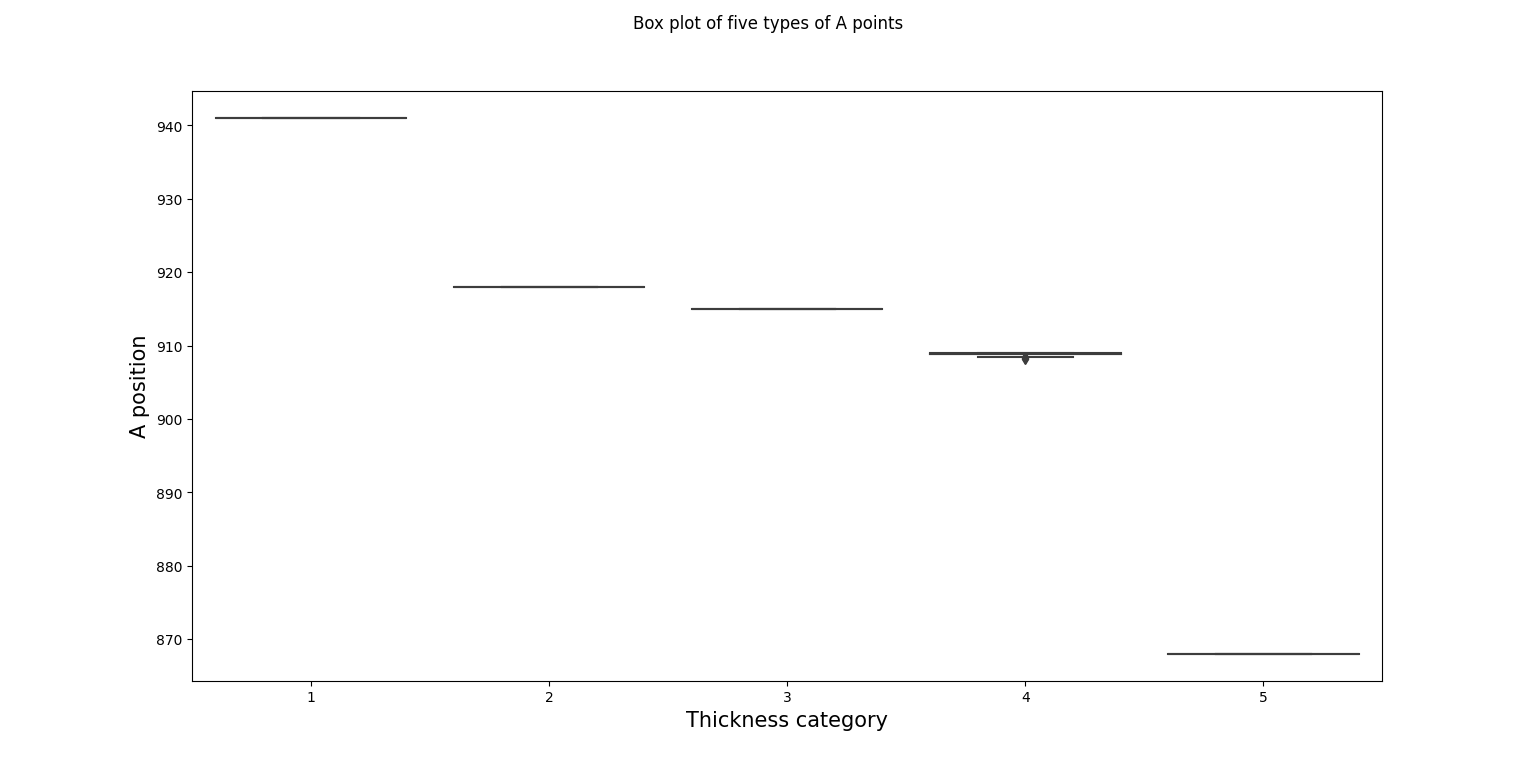 Box plot of five types of A points
940
930
920
910
900
890
880
870
A position
1 2 3 4 5
Thickness category